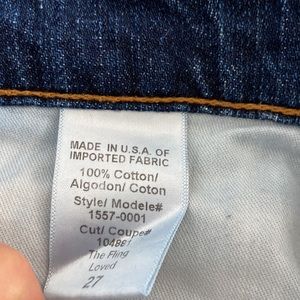 MADE IN U.S.A. OF
IMPORTED FABRIC
100% Cotton/
Algodon/ Coton
Style/ Modele#
1557-0001
Cut/ Coupe#
The Fling
Loved
27